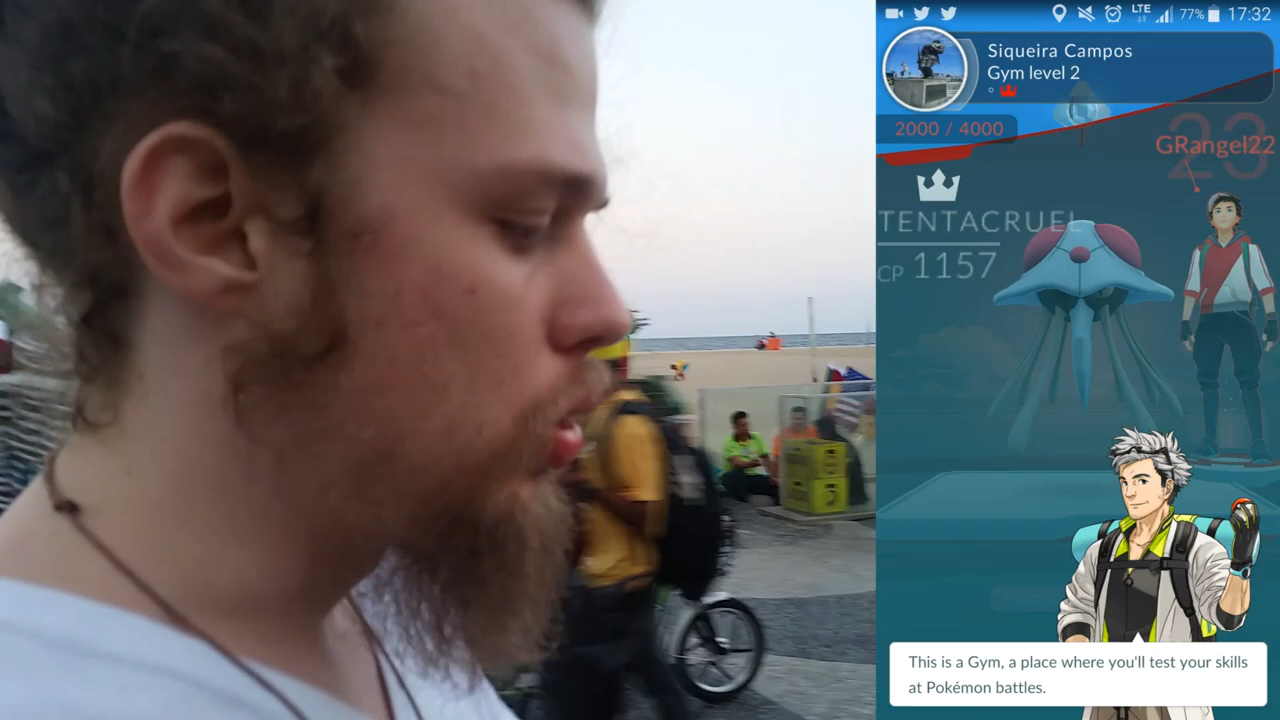 LTE 77% 17:32
Siqueira Campos
Gym level 2
2000 / 4000
23
GRangel22
TENTACRUEL
CP 1157
This is a Gym, a place where you'll test your skills
at Pokémon battles.